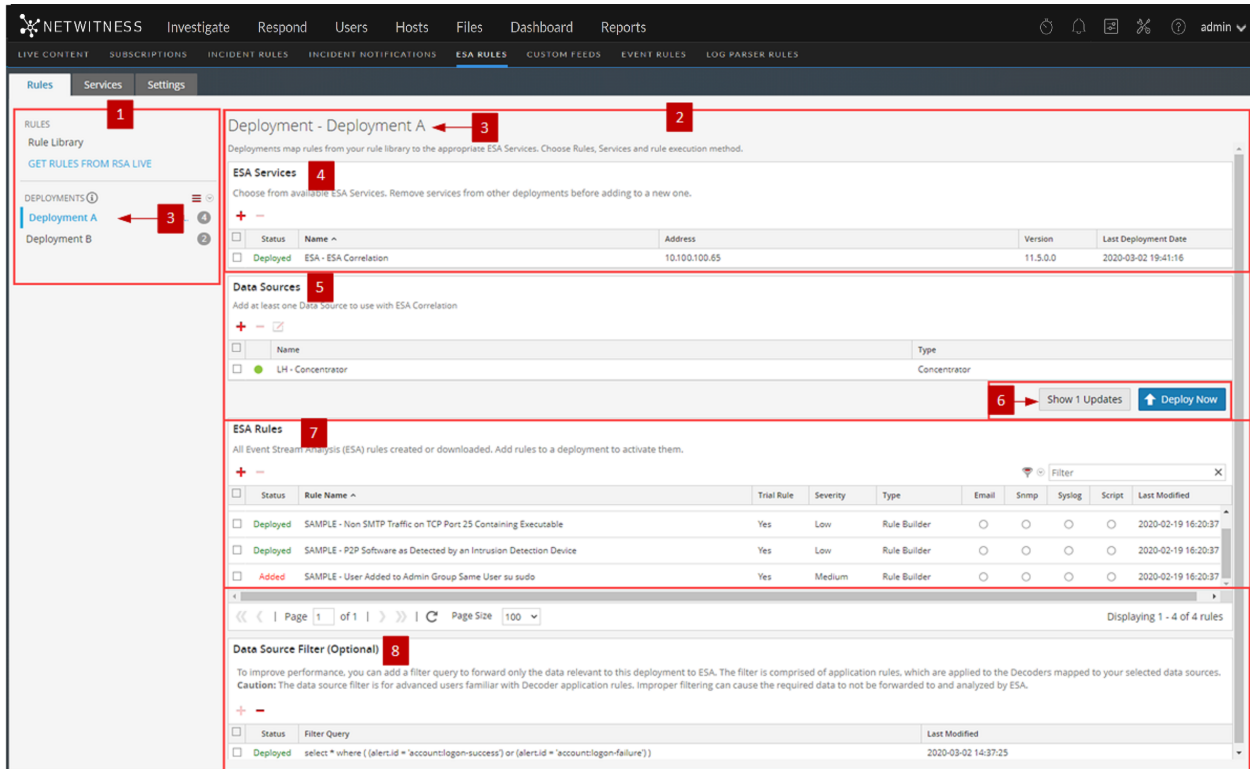 NETWITNESS Investigate Respond Users Hosts Files Dashboard Reports admin
LIVE CONTENT SUBSCRIPTIONS INCIDENT RULES INCIDENT NOTIFICATIONS ESA RULES CUSTOM FEEDS EVENT RULES LOG PARSER RULES
Rules Services Settings
1
RULES
Rule Library
GET RULES FROM RSA LIVE
DEPLOYMENTS
Deployment A 3 4
Deployment B 2
2
Deployment - Deployment A 3
Deployments map rules from your rule library to the appropriate ESA Services. Choose Rules, Services and rule execution method.
ESA Services 4
Choose from available ESA Services. Remove services from other deployments before adding to a new one.
Status Name Address Version Last Deployment Date
Deployed ESA - ESA Correlation 10.100.100.65 11.5.0.0 2020-03-02 19:41:16
Data Sources 5
Add at least one Data Source to use with ESA Correlation
Name Type
LH - Concentrator Concentrator
6 Show 1 Updates Deploy Now
ESA Rules 7
All Event Stream Analysis (ESA) rules created or downloaded. Add rules to a deployment to activate them.
Filter
Status Rule Name Trial Rule Severity Type Email Snmp Syslog Script Last Modified
Deployed SAMPLE - Non SMTP Traffic on TCP Port 25 Containing Executable Yes Low Rule Builder 2020-02-19 16:20:37
Deployed SAMPLE - P2P Software as Detected by an Intrusion Detection Device Yes Low Rule Builder 2020-02-19 16:20:37
Added SAMPLE - User Added to Admin Group Same User su sudo Yes Medium Rule Builder 2020-02-19 16:20:37
Page 1 of 1 Page Size 100 Displaying 1 - 4 of 4 rules
Data Source Filter (Optional) 8
To improve performance, you can add a filter query to forward only the data relevant to this deployment to ESA. The filter is comprised of application rules, which are applied to the Decoders mapped to your selected data sources.
Caution: The data source filter is for advanced users familiar with Decoder application rules. Improper filtering can cause the required data to not be forwarded to and analyzed by ESA.
Status Filter Query Last Modified
Deployed select * where ( (alert.id = 'account:logon-success') or (alert.id = 'account:logon-failure') ) 2020-03-02 14:37:25